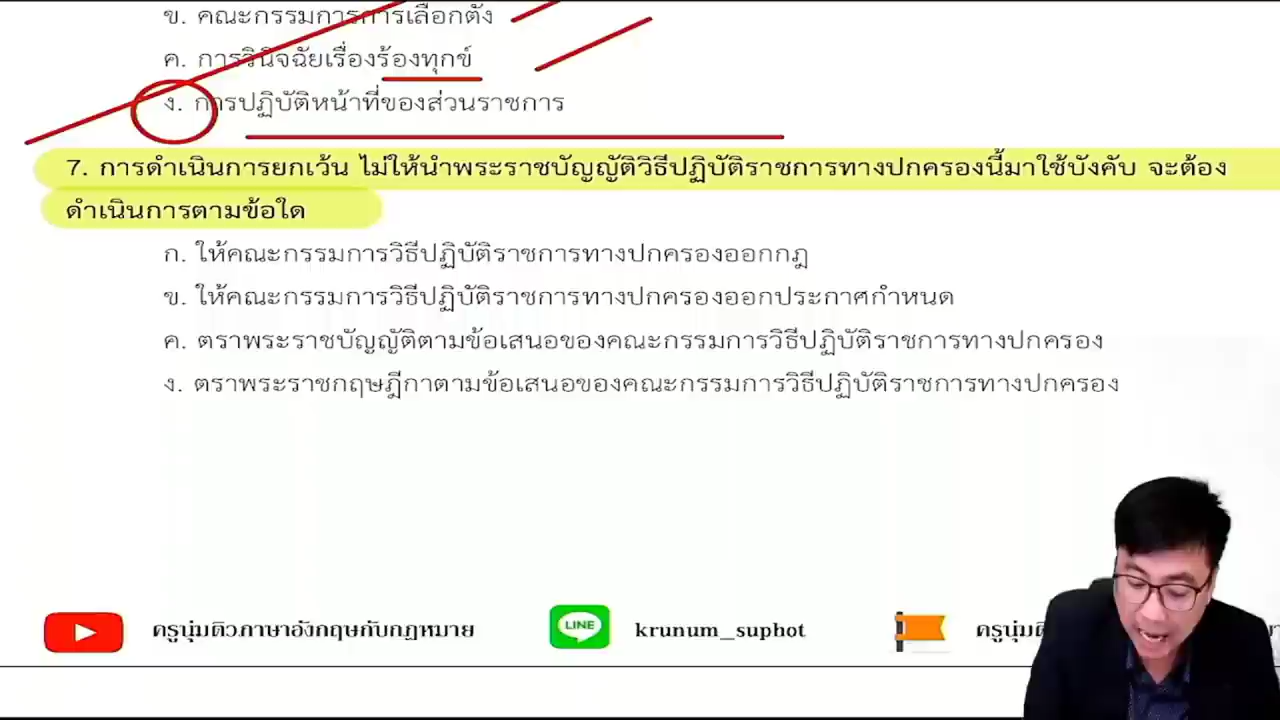 ข. คณะกรรมการการเลือกตั้ง
ค. การวินิจฉัยเรื่องร้องทุกข์
ง. การปฏิบัติหน้าที่ของส่วนราชการ
7. การดำเนินการยกเว้น ไม่ให้นำพระราชบัญญัติวิธีปฏิบัติราชการทางปกครองนี้มาใช้บังคับ จะต้อง
ดำเนินการตามข้อใด
ก. ให้คณะกรรมการวิธีปฏิบัติราชการทางปกครองออกกฎ
ข. ให้คณะกรรมการวิธีปฏิบัติราชการทางปกครองออกประกาศกำหนด
ค. ตราพระราชบัญญัติตามข้อเสนอของคณะกรรมการวิธีปฏิบัติราชการทางปกครอง
ง. ตราพระราชกฤษฎีกาตามข้อเสนอของคณะกรรมการวิธีปฏิบัติราชการทางปกครอง
ครูนุ่มติวภาษาอังกฤษกับกฎหมาย LINE krunum_suphot ครูนุ่ม